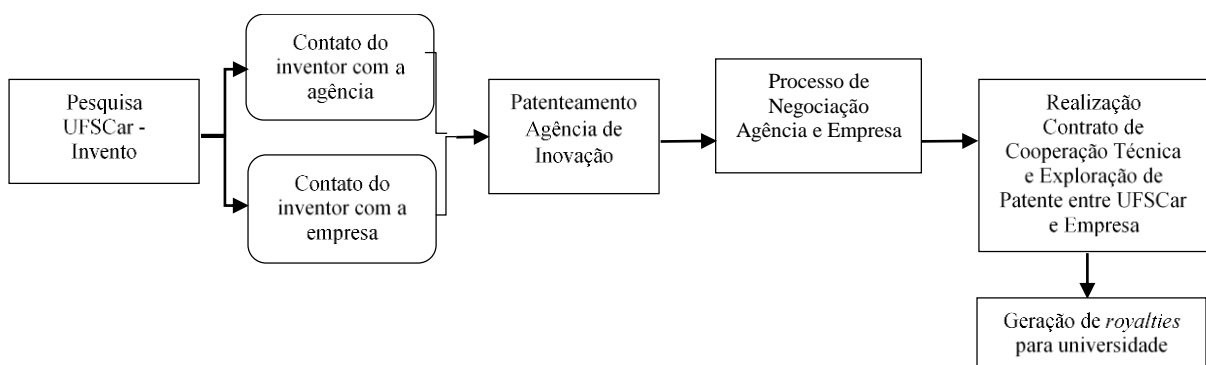 Pesquisa
UFSCar -
Invento
Contato do
inventor com a
agência
Contato do
inventor com a
empresa
Patenteamento
Agência de
Inovação
Processo de
Negociação
Agência e Empresa
Realização
Contrato de
Cooperação Técnica
e Exploração de
Patente entre UFSCar
e Empresa
Geração de royalties
para universidade